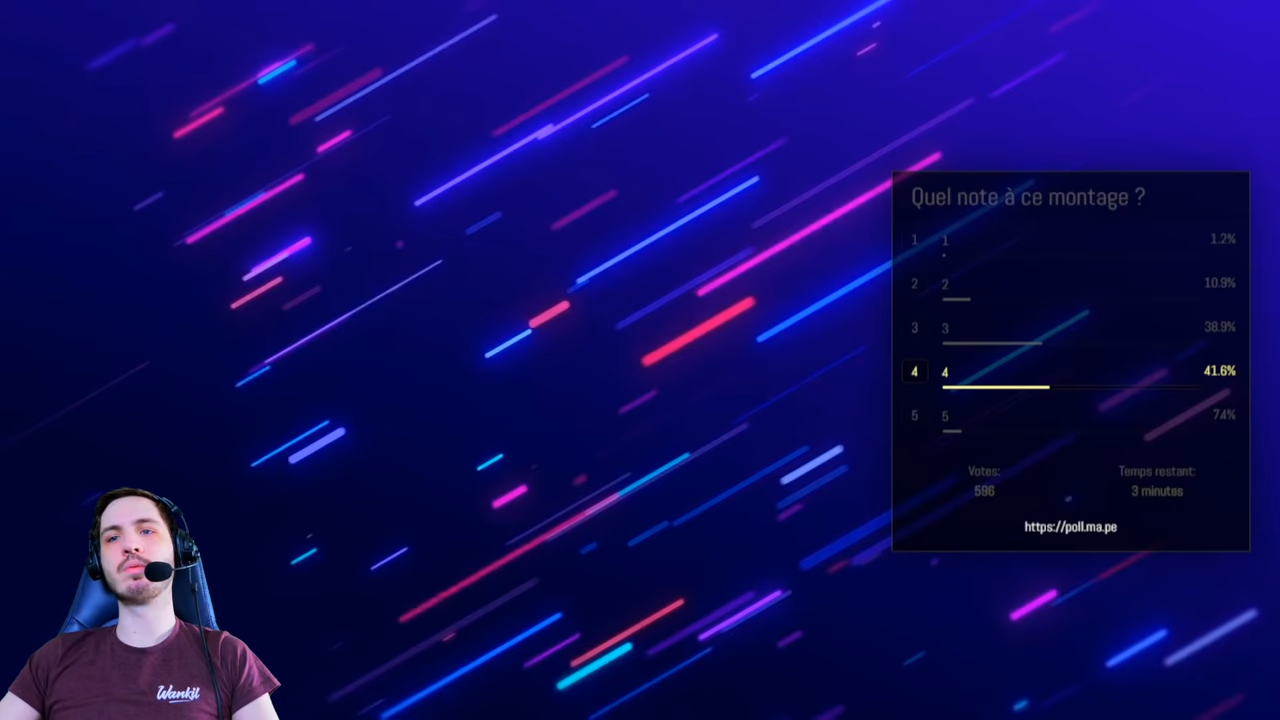 Quel note à ce montage ?
1 1 1.2%
2 2 10.9%
3 3 38.9%
4 4 41.6%
5 5 7.4%
Votes: Temps restant:
596 3 minutes
https://poll.ma.pe
Wankil